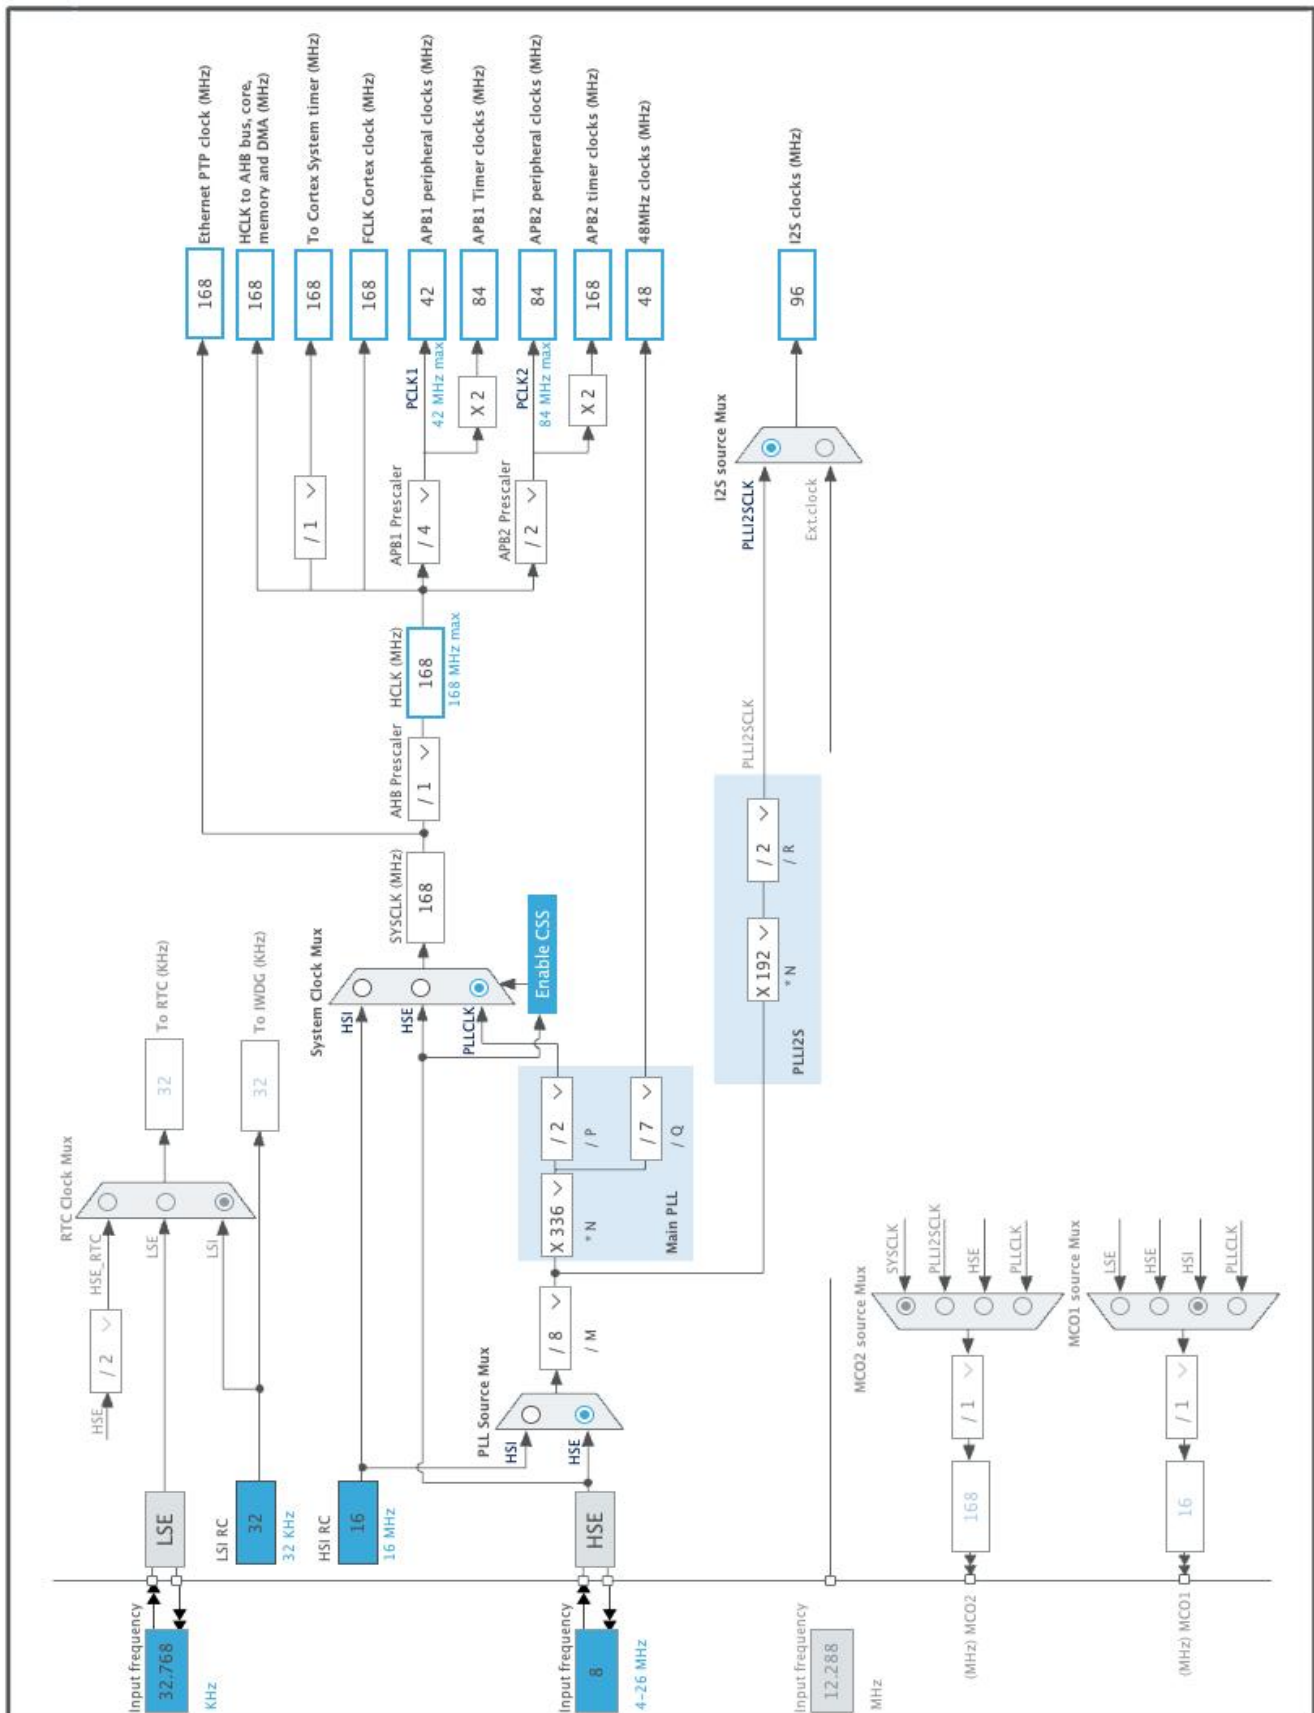 Input frequency
32.768
KHz
LSE
LSI RC
32
32 KHz
HSI RC
16
16 MHz
Input frequency
8
4-26 MHz
HSE
Input frequency
12.288
MHz
HSE
/ 2
HSE_RTC
LSE
LSI
RTC Clock Mux
32
To RTC (KHz)
32
To IWDG (KHz)
PLL Source Mux
HSI
HSE
/ 8
/ M
X 336
* N
/ 2
/ P
/ 7
/ Q
Main PLL
System Clock Mux
HSI
HSE
PLLCLK
Enable CSS
SYSCLK (MHz)
168
AHB Prescaler
/ 1
HCLK (MHz)
168
168 MHz max
/ 1
APB1 Prescaler
/ 4
PCLK1
42 MHz max
X 2
APB2 Prescaler
/ 2
PCLK2
84 MHz max
X 2
168
Ethernet PTP clock (MHz)
168
HCLK to AHB bus, core,
memory and DMA (MHz)
168
To Cortex System timer (MHz)
168
FCLK Cortex clock (MHz)
42
APB1 peripheral clocks (MHz)
84
APB1 Timer clocks (MHz)
84
APB2 peripheral clocks (MHz)
168
APB2 timer clocks (MHz)
48
48MHz clocks (MHz)
X 192
* N
/ 2
/ R
PLLI2S
PLLI2SCLK
I2S source Mux
PLLI2SCLK
Ext.clock
96
I2S clocks (MHz)
MCO2 source Mux
SYSCLK
PLLI2SCLK
HSE
PLLCLK
/ 1
168
(MHz) MCO2
MCO1 source Mux
LSE
HSE
HSI
PLLCLK
/ 1
16
(MHz) MCO1